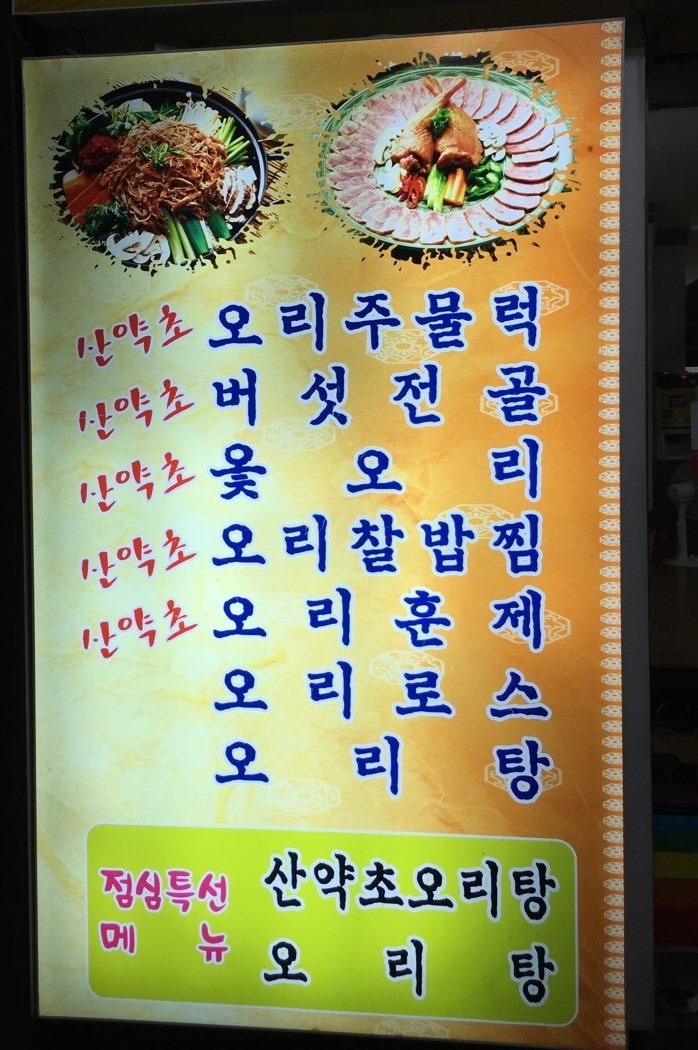 산약초 오리주물럭
산약초 버섯전골
산약초 옻오리
산약초 오리찰밥찜
산약초 오리훈제
오리로스
오리탕
점심특선 메뉴
산약초오리탕
오리탕